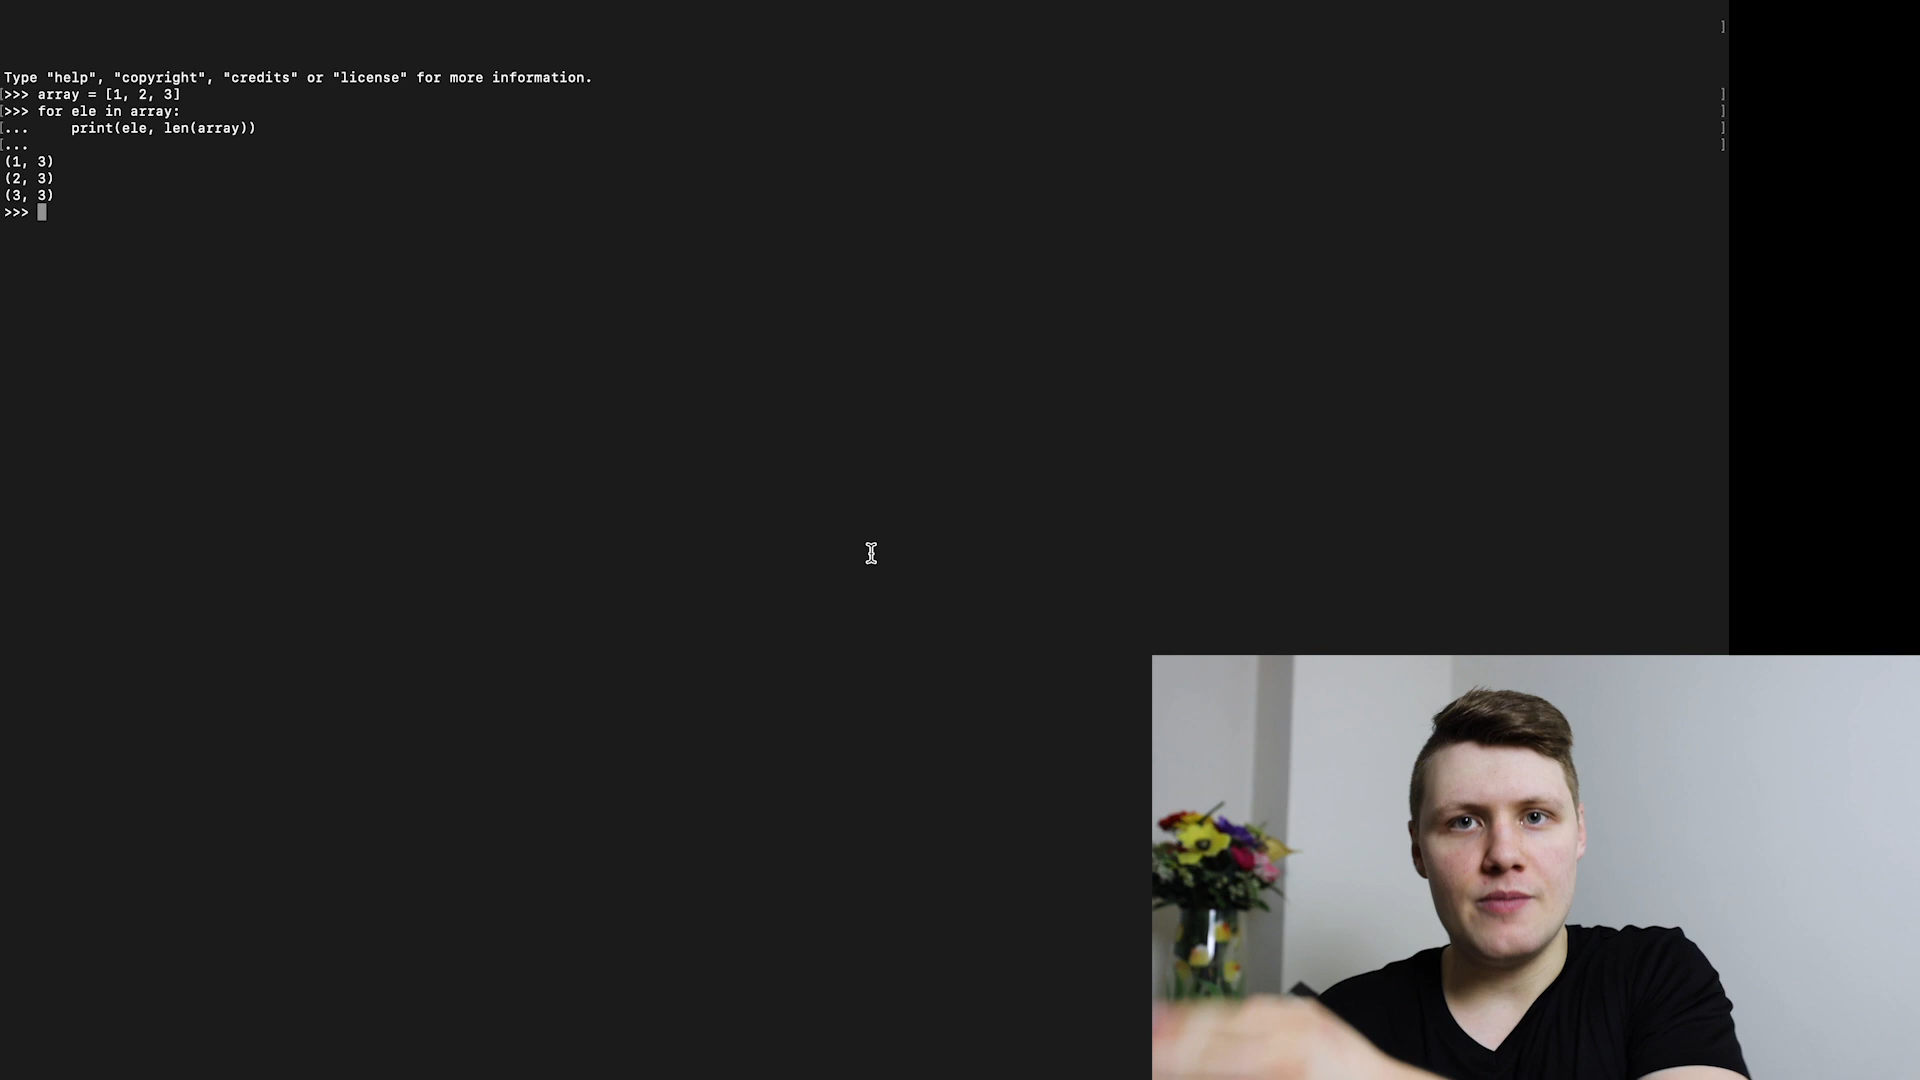 Type "help", "copyright", "credits" or "license" for more information.
[>>> array = [1, 2, 3]
[>>> for ele in array:
[...     print(ele, len(array))
[...
(1, 3)
(2, 3)
(3, 3)
>>>